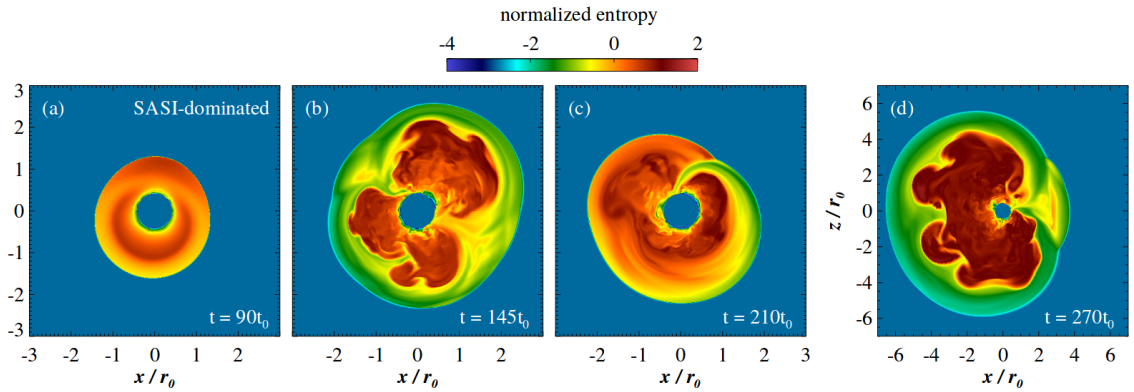 normalized entropy
-4 -2 0 2
(a) SASI-dominated
(b)
(c)
(d)
3
2
1
0
-1
-2
-3
6
4
2
0
-2
-4
-6
z / r0
t = 90t0
t = 145t0
t = 210t0
t = 270t0
-3 -2 -1 0 1 2
-2 -1 0 1 2
-2 -1 0 1 2 3
-6 -4 -2 0 2 4 6
x / r0
x / r0
x / r0
x / r0